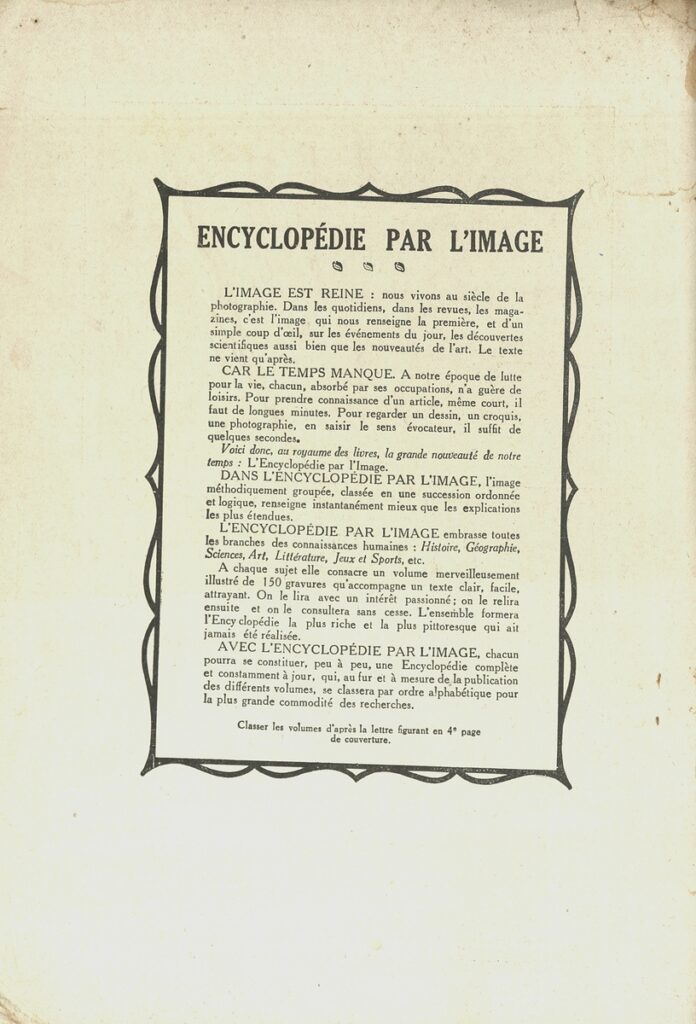 ENCYCLOPÉDIE PAR L'IMAGE
L'IMAGE EST REINE : nous vivons au siècle de la
photographie. Dans les quotidiens, dans les revues, les maga-
zines, c'est l'image qui nous renseigne la première, et d'un
simple coup d'œil, sur les événements du jour, les découvertes
scientifiques aussi bien que les nouveautés de l'art. Le texte
ne vient qu'après.
CAR LE TEMPS MANQUE. A notre époque de lutte
pour la vie, chacun, absorbé par ses occupations, n'a guère de
loisirs. Pour prendre connaissance d'un article, même court, il
faut de longues minutes. Pour regarder un dessin, un croquis,
une photographie, en saisir le sens évocateur, il suffit de
quelques secondes.
Voici donc, au royaume des livres, la grande nouveauté de notre
temps : L'Encyclopédie par l'Image.
DANS L'ENCYCLOPÉDIE PAR L'IMAGE, l'image
méthodiquement groupée, classée en une succession ordonnée
et logique, renseigne instantanément mieux que les explications
les plus étendues.
L'ENCYCLOPÉDIE PAR L'IMAGE embrasse toutes
les branches des connaissances humaines : Histoire, Géographie,
Sciences, Art, Littérature, Jeux et Sports, etc.
A chaque sujet elle consacre un volume merveilleusement
illustré de 150 gravures qu'accompagne un texte clair, facile,
attrayant. On le lira avec un intérêt passionné ; on le relira
ensuite et on le consultera sans cesse. L'ensemble formera
l'Ency clopédie la plus riche et la plus pittoresque qui ait
jamais été réalisée.
AVEC L'ENCYCLOPÉDIE PAR L'IMAGE, chacun
pourra se constituer, peu à peu, une Encyclopédie complète
et constamment à jour, qui, au fur et à mesure de la publication
des différents volumes, se classera par ordre alphabétique pour
la plus grande commodité des recherches.
Classer les volumes d'après la lettre figurant en 4e page
de couverture.